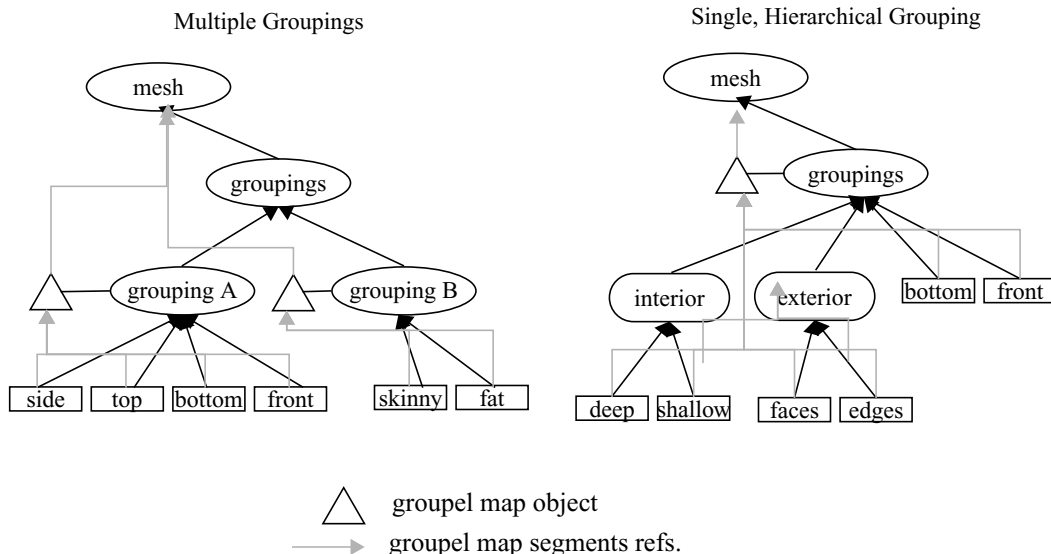 Multiple Groupings
mesh
groupings
grouping A
grouping B
side
top
bottom
front
skinny
fat
Single, Hierarchical Grouping
mesh
groupings
interior
exterior
bottom
front
deep
shallow
faces
edges
groupel map object
groupel map segments refs.